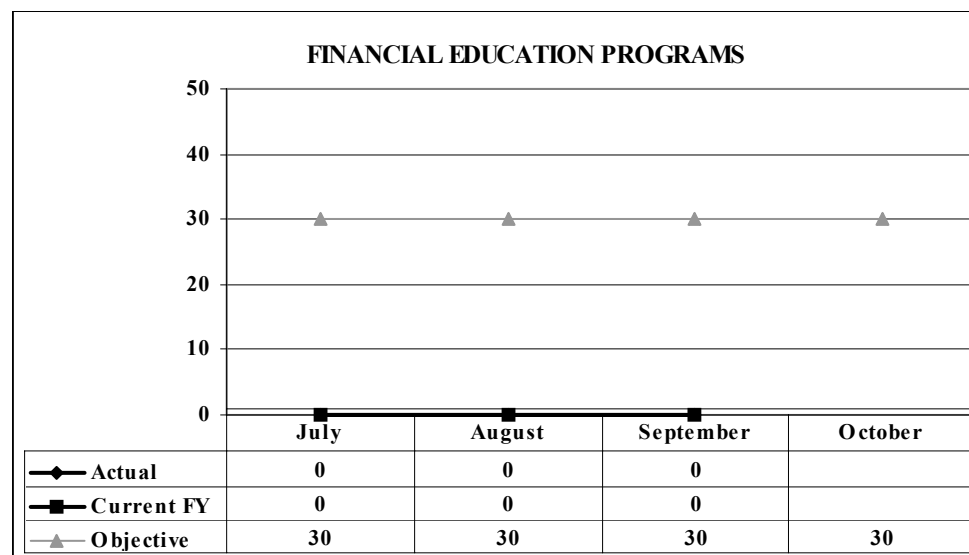 FINANCIAL EDUCATION PROGRAMS
50
40
30
20
10
0
July August September October
Actual 0 0 0
Current FY 0 0 0
Objective 30 30 30 30